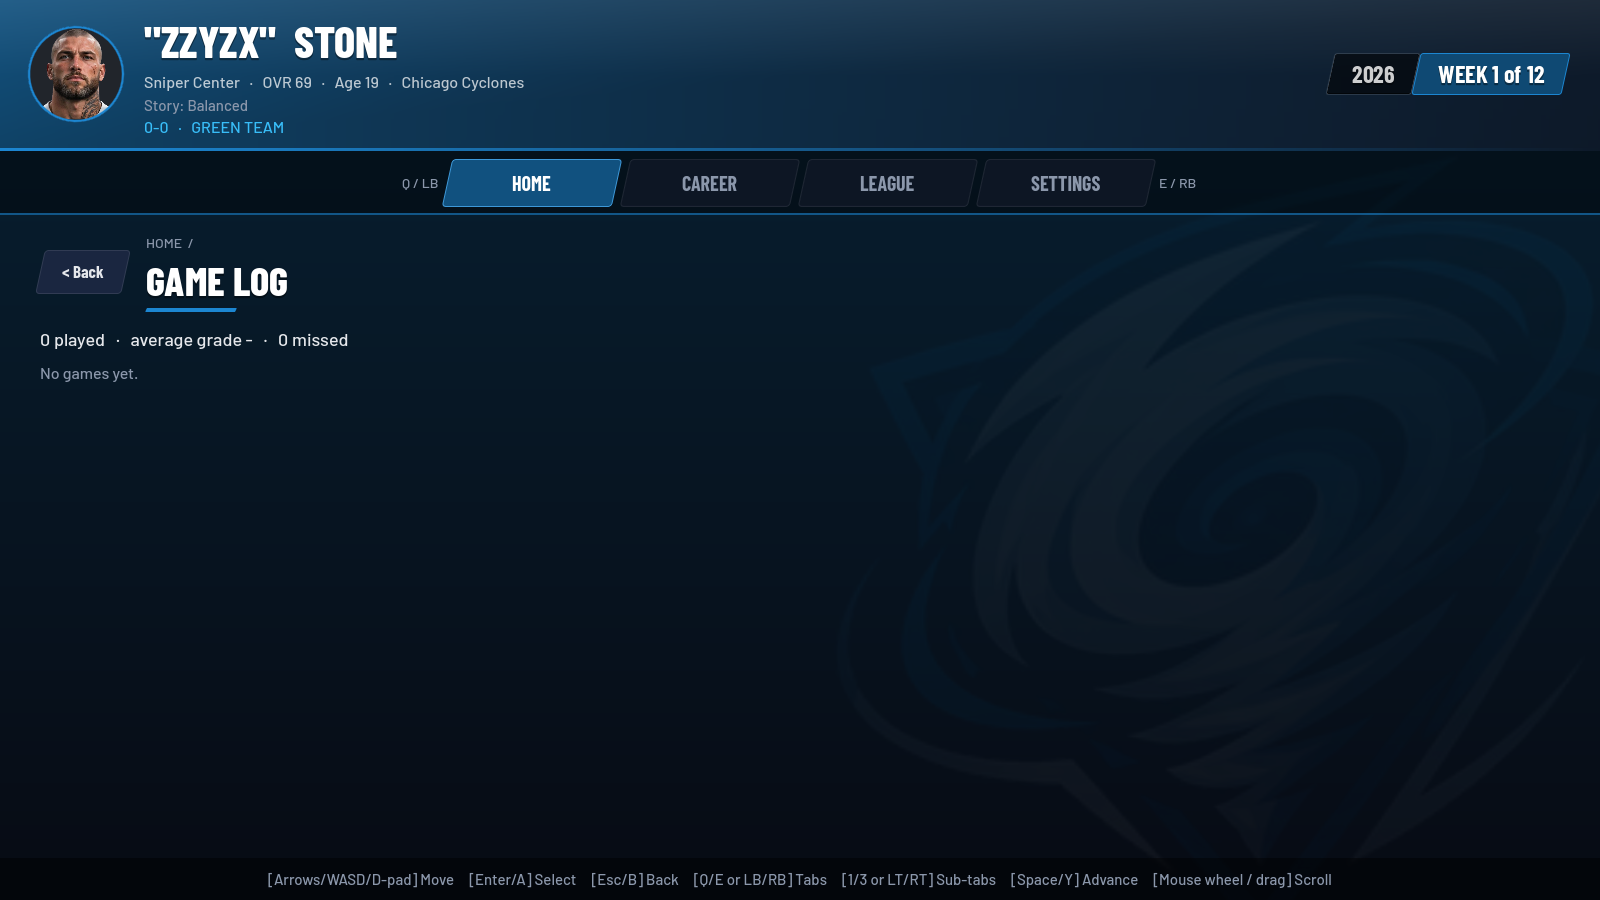 "ZZYZX" STONE
Sniper Center · OVR 69 · Age 19 · Chicago Cyclones
Story: Balanced
0-0 · GREEN TEAM
2026
WEEK 1 of 12
Q / LB
HOME
CAREER
LEAGUE
SETTINGS
E / RB
< Back
HOME /
GAME LOG
0 played · average grade - · 0 missed
No games yet.
[Arrows/WASD/D-pad] Move [Enter/A] Select [Esc/B] Back [Q/E or LB/RB] Tabs [1/3 or LT/RT] Sub-tabs [Space/Y] Advance [Mouse wheel / drag] Scroll